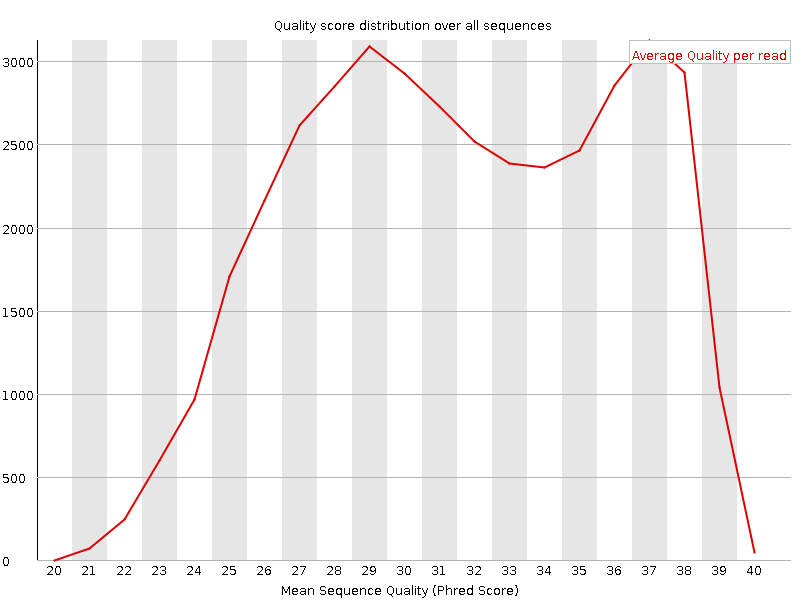 Quality score distribution over all sequences
Average Quality per read
3000
2500
2000
1500
1000
500
0
20 21 22 23 24 25 26 27 28 29 30 31 32 33 34 35 36 37 38 39 40
Mean Sequence Quality (Phred Score)